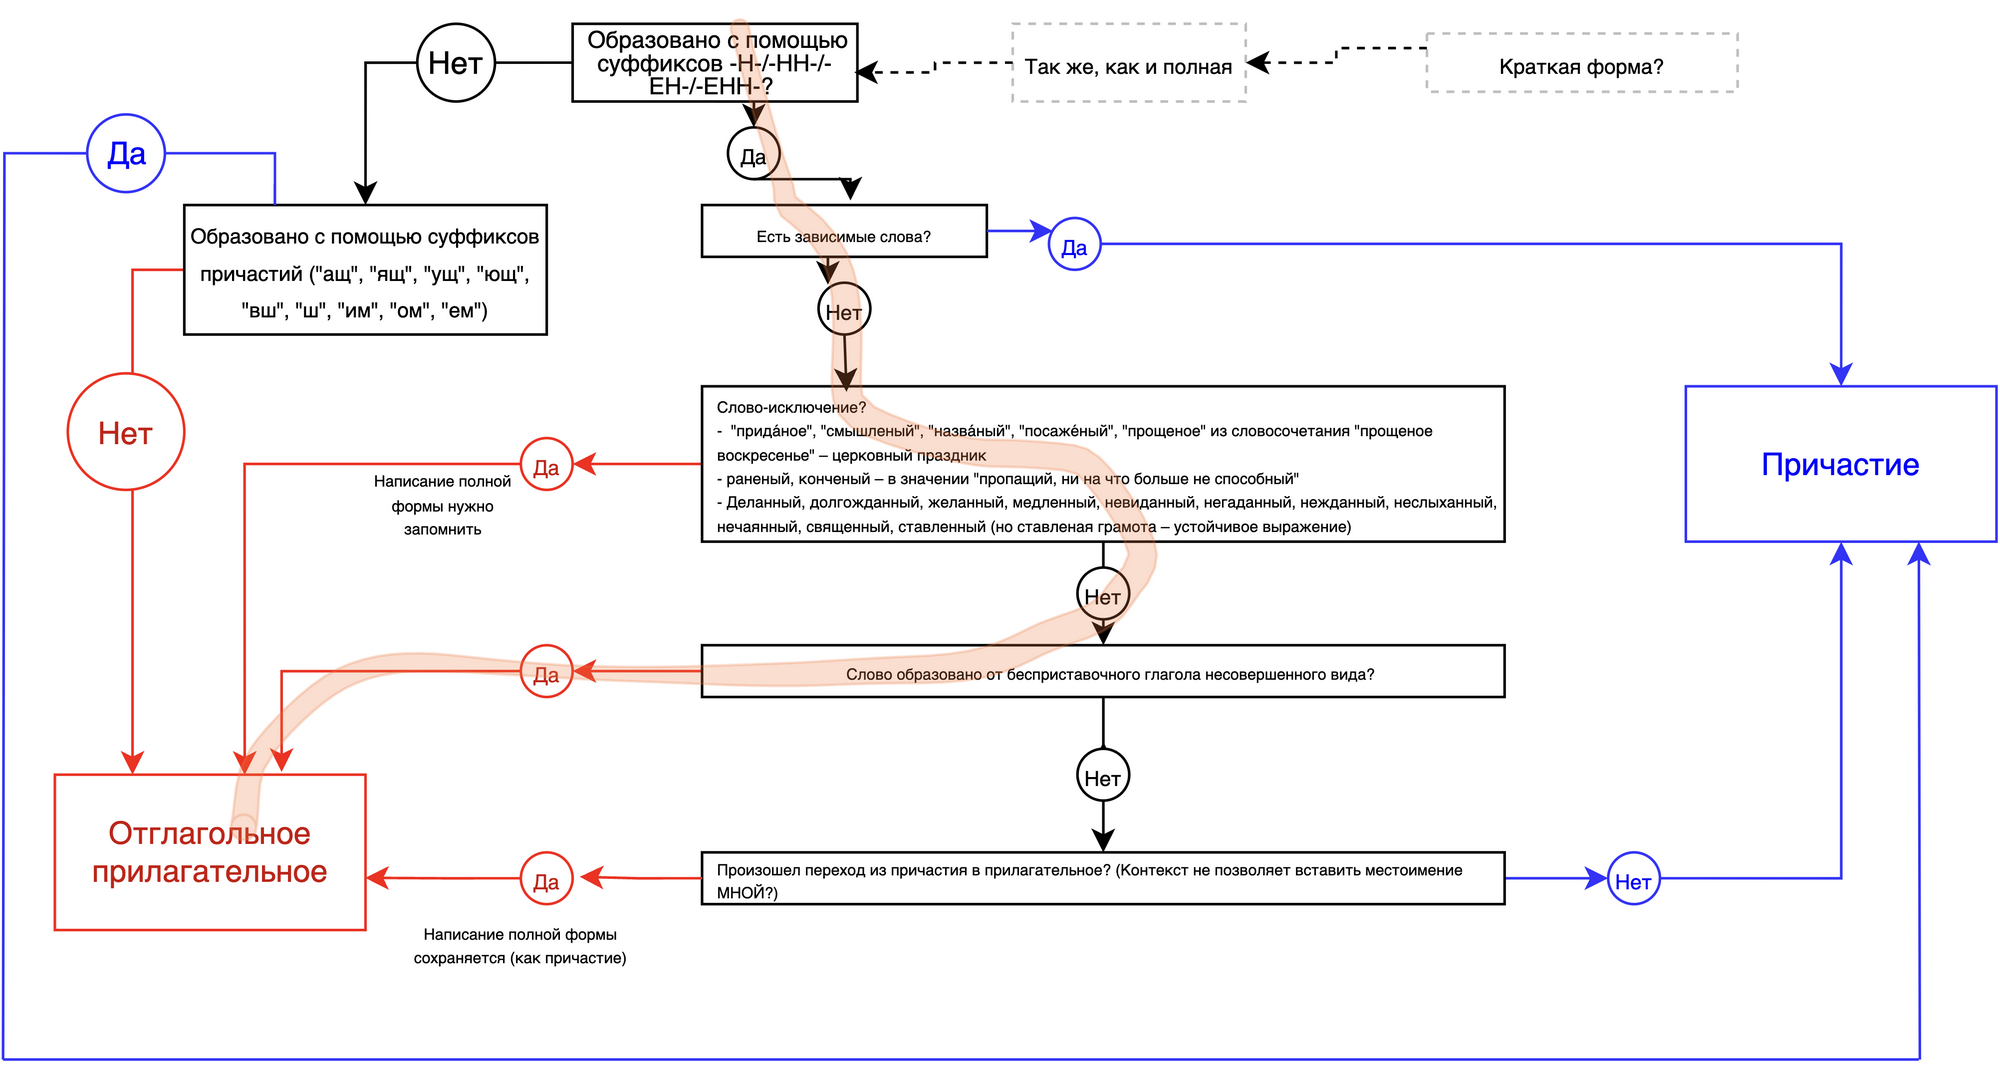 Нет
Образовано с помощью
суффиксов -Н-/-НН-/-
ЕН-/-ЕНН-?
Так же, как и полная
Краткая форма?
Да
Да
Образовано с помощью суффиксов
причастий ("ащ", "ящ", "ущ", "ющ",
"вш", "ш", "им", "ом", "ем")
Есть зависимые слова?
Да
Нет
Нет
Слово-исключение?
- "прида́ное", "смышленый", "назва́ный", "посажёный", "прощеное" из словосочетания "прощеное
воскресенье" – церковный праздник
- раненый, конченый – в значении "пропащий, ни на что больше не способный"
- Деланный, долгожданный, желанный, медленный, невиданный, негаданный, нежданный, неслыханный,
нечаянный, священный, ставленный (но ставленая грамота – устойчивое выражение)
Да
Написание полной
формы нужно
запомнить
Причастие
Нет
Да
Слово образовано от бесприставочного глагола несовершенного вида?
Нет
Отглагольное
прилагательное
Да
Произошел переход из причастия в прилагательное? (Контекст не позволяет вставить местоимение
МНОЙ?)
Нет
Написание полной формы
сохраняется (как причастие)